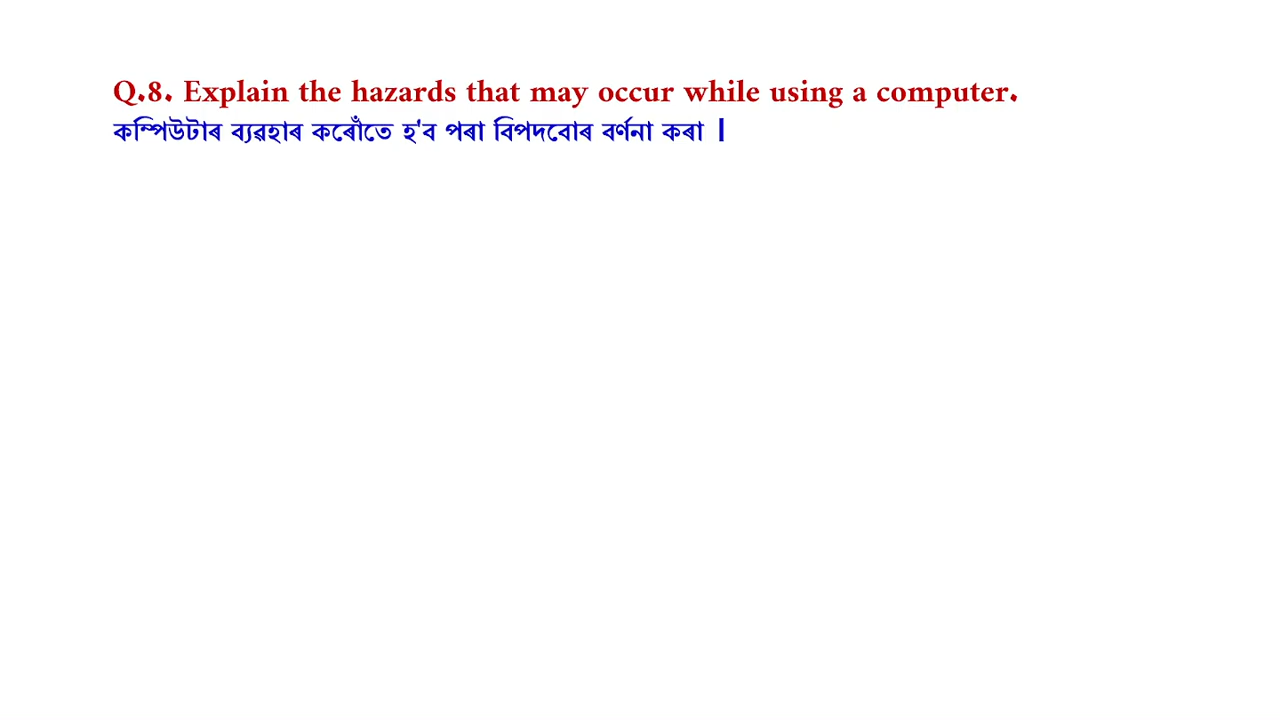 Q.8. Explain the hazards that may occur while using a computer.
কম্পিউটাৰ ব্যৱহাৰ কৰোঁতে হ'ব পৰা বিপদবোৰ বৰ্ণনা কৰা ।